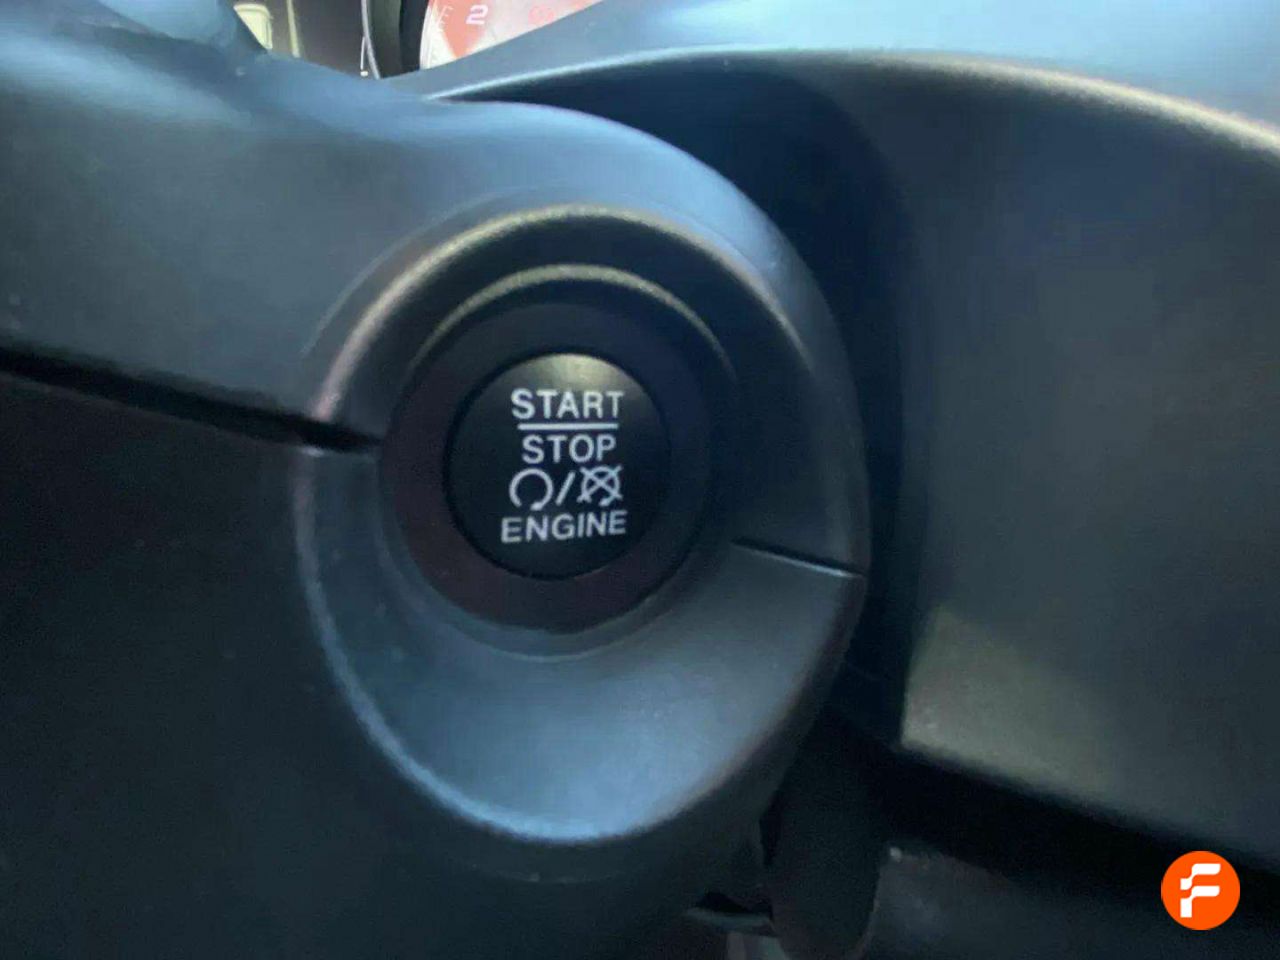 2
START
STOP
/
ENGINE
F